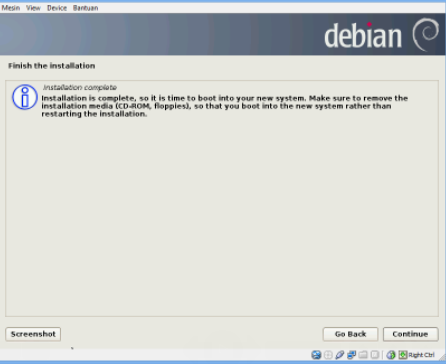 Mesin View Device Bantuan
debian
Finish the installation
Installation complete
Installation is complete, so it is time to boot into your new system. Make sure to remove the
installation media (CD-ROM, floppies), so that you boot into the new system rather than
restarting the installation.
Screenshot
Go Back
Continue
Right Ctrl